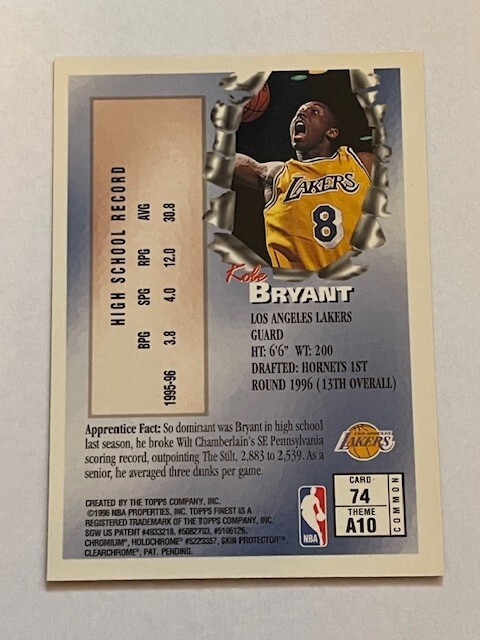 HIGH SCHOOL RECORD
BPG SPG RPG AVG
1995-96 3.8 4.0 12.0 30.8
LAKERS
8
Kobe
BRYANT
LOS ANGELES LAKERS
GUARD
HT: 6'6" WT: 200
DRAFTED: HORNETS 1ST
ROUND 1996 (13TH OVERALL)
Apprentice Fact: So dominant was Bryant in high school
last season, he broke Wilt Chamberlain's SE Pennsylvania
scoring record, outpointing The Stilt, 2,883 to 2,539. As a
senior, he averaged three dunks per game.
LOS ANGELES
LAKERS
CREATED BY THE TOPPS COMPANY, INC.
©1996 NBA PROPERTIES, INC. TOPPS FINEST IS A
REGISTERED TRADEMARK OF THE TOPPS COMPANY, INC.
SGW US PATENT #4933218, #5082703, #5106126.
CHROMIUM®, HOLOCHROME® #5223357, SKIN PROTECTOR™
CLEARCHROME®, PAT. PENDING.
NBA
CARD
74
THEME
A10
COMMON